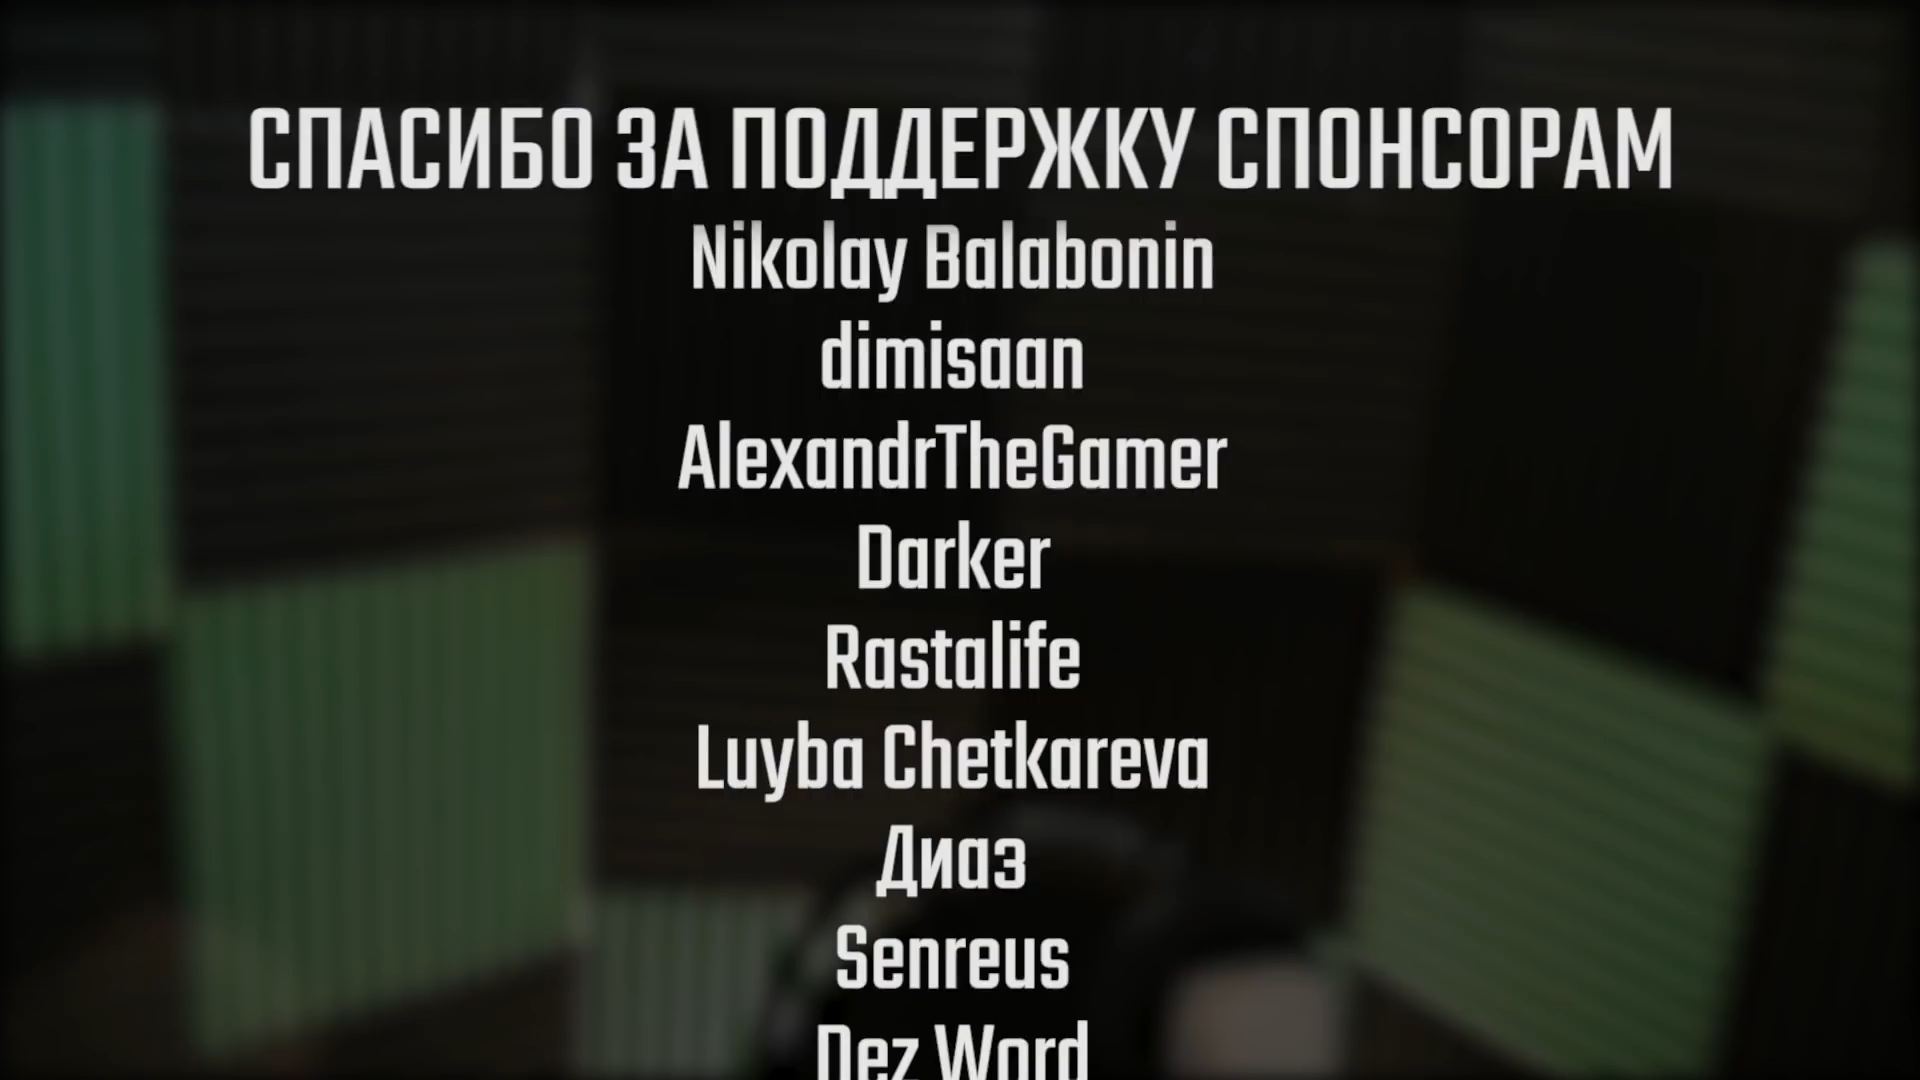 СПАСИБО ЗА ПОДДЕРЖКУ СПОНСОРАМ
Nikolay Balabonin
dimisaan
AlexandrTheGamer
Darker
Rastalife
Luyba Chetkareva
Диаз
Senreus
Dez Word